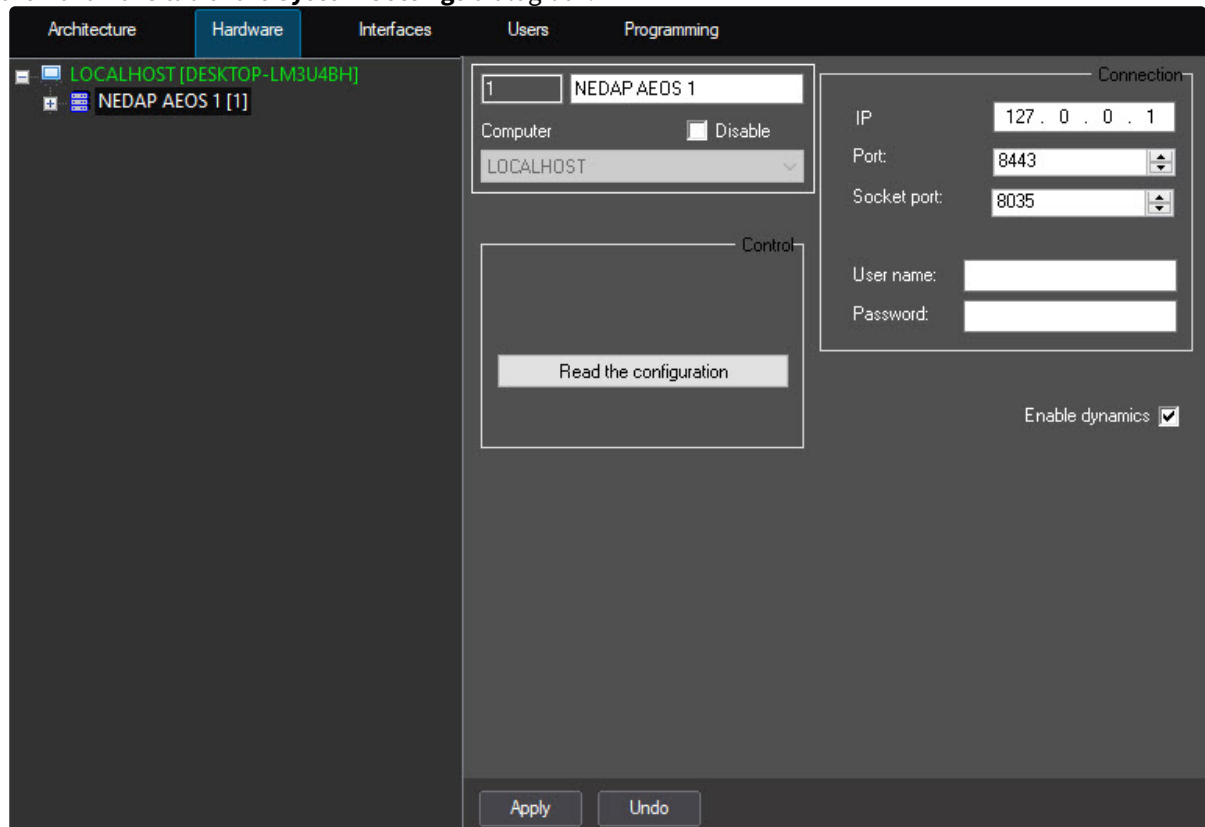 System Settings
Architecture Hardware Interfaces Users Programming
LOCALHOST [DESKTOP-LM3U4BH]
NEDAP AEOS 1 [1]
1 NEDAP AEOS 1
Computer Disable
LOCALHOST
Control
Read the configuration
Connection
IP 127 . 0 . 0 . 1
Port: 8443
Socket port: 8035
User name:
Password:
Enable dynamics
Apply Undo